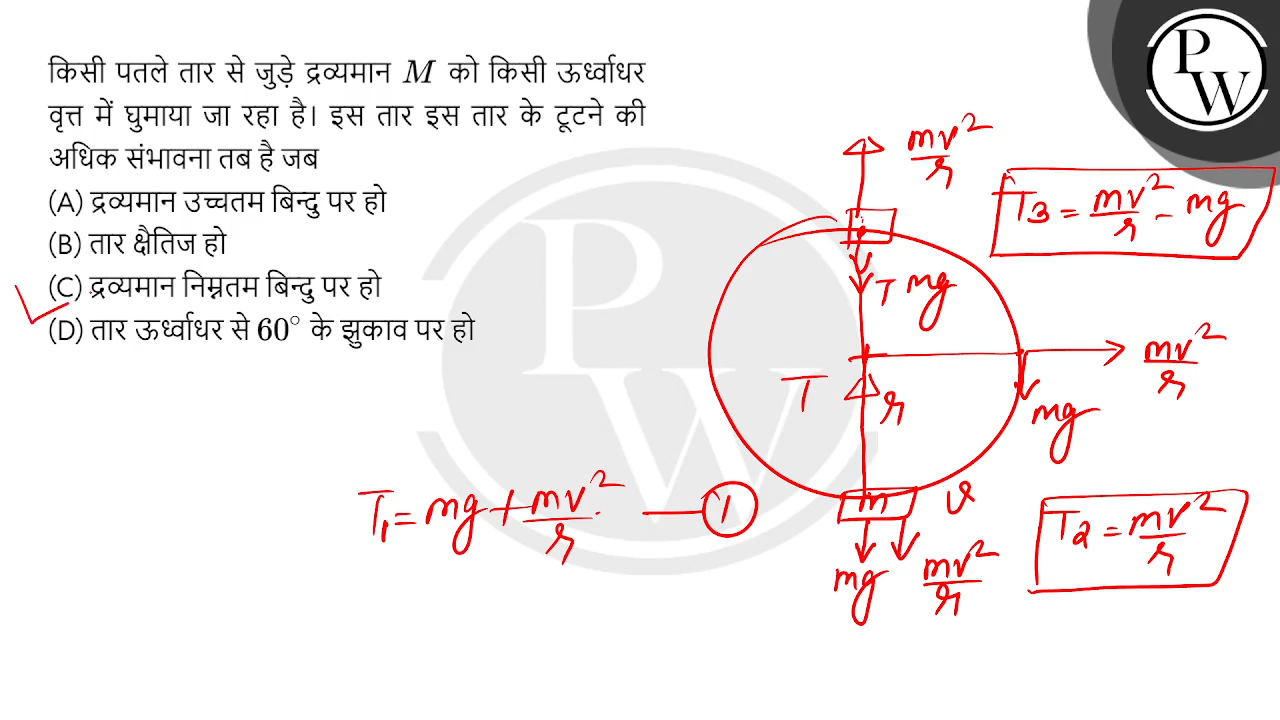 किसी पतले तार से जुड़े द्रव्यमान M को किसी ऊर्ध्वाधर
वृत्त में घुमाया जा रहा है। इस तार इस तार के टूटने की
अधिक संभावना तब है जब
(A) द्रव्यमान उच्चतम बिन्दु पर हो
(B) तार क्षैतिज हो
(C) द्रव्यमान निम्नतम बिन्दु पर हो
(D) तार ऊर्ध्वाधर से 60° के झुकाव पर हो
P
W
mv²/r
T₃ = mv²/r - mg
T mg
mv²/r
T
r
mg
T₁ = mg + mv²/r — 1
m
v
mg
mv²/r
T₂ = mv²/r
P
W